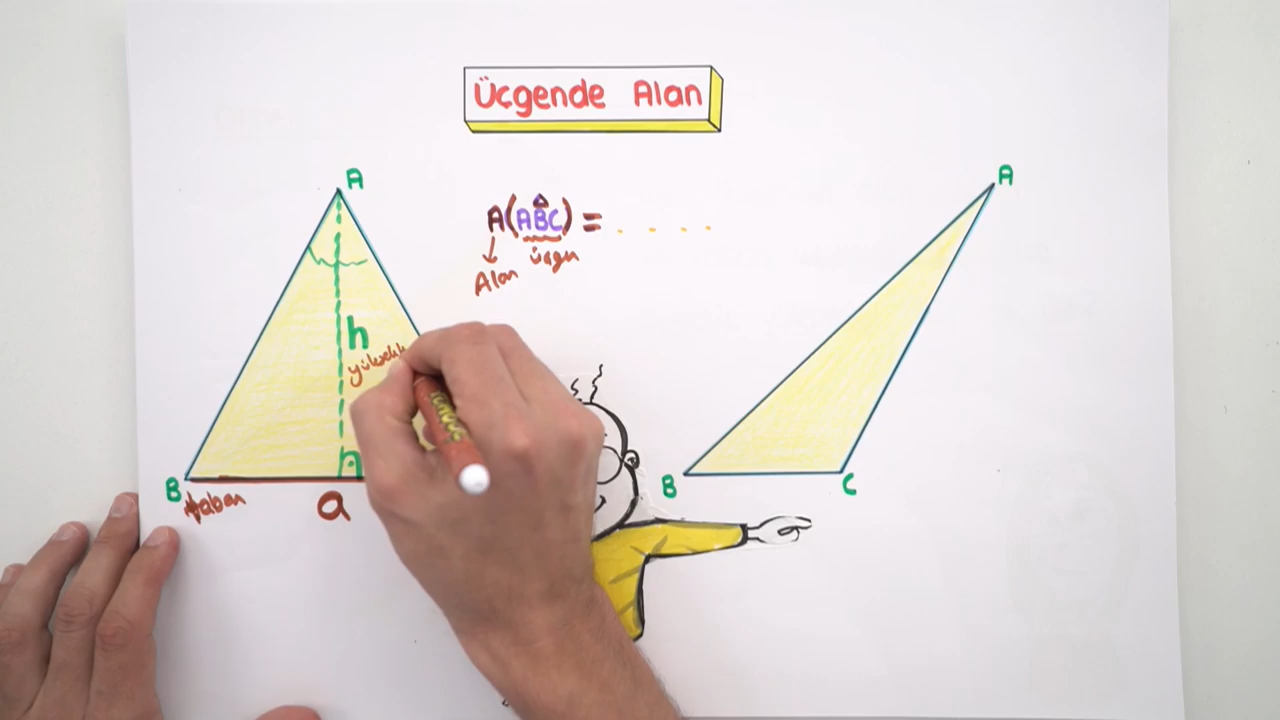 Üçgende Alan
A
A(ABC) = . . . .
Alan
üçgen
h
yükseklik
B
taban
a
A
B
C